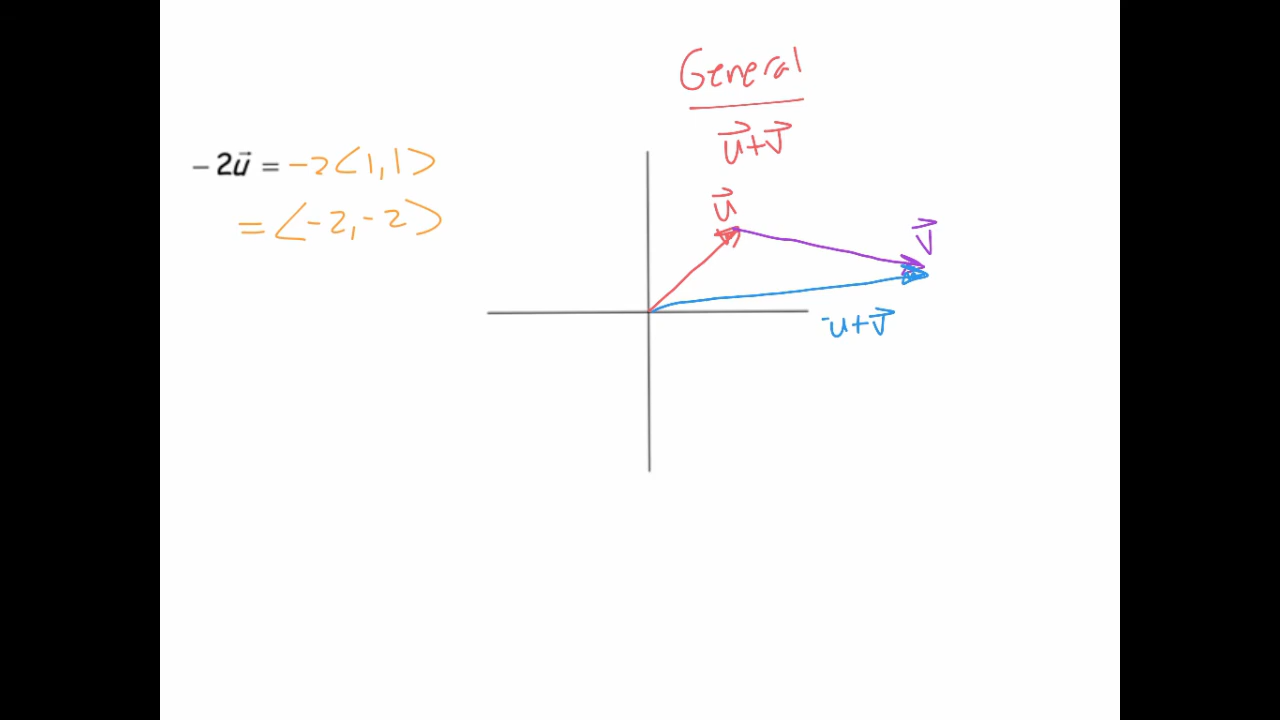 General
u⃗+v⃗
-2u⃗ = -2<1,1>
= <-2,-2>
u⃗
v⃗
u+v⃗